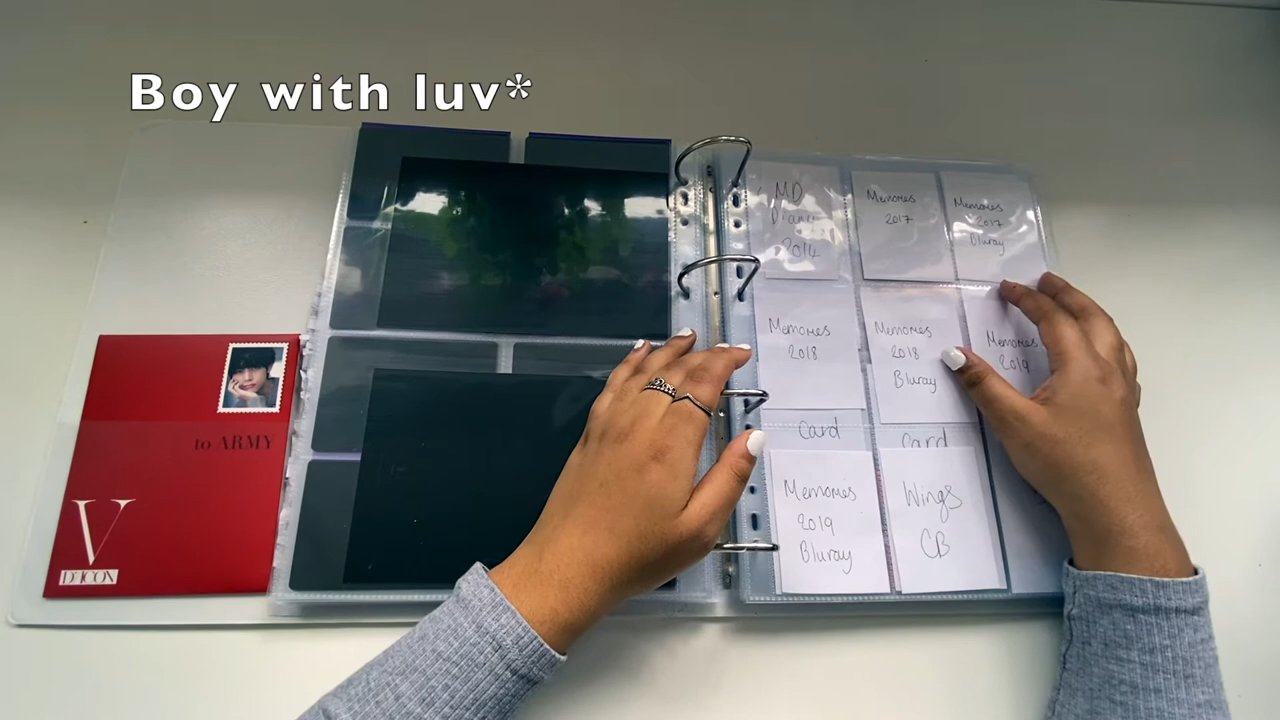 Boy with luv*
to ARMY
V
DICON
MD
Diary
2014
Memories
2017
Memories
2017
Bluray
Memories
2018
Memories
2018
Bluray
Memories
2019
Card
Card
Memories
2019
Bluray
Wings
CB